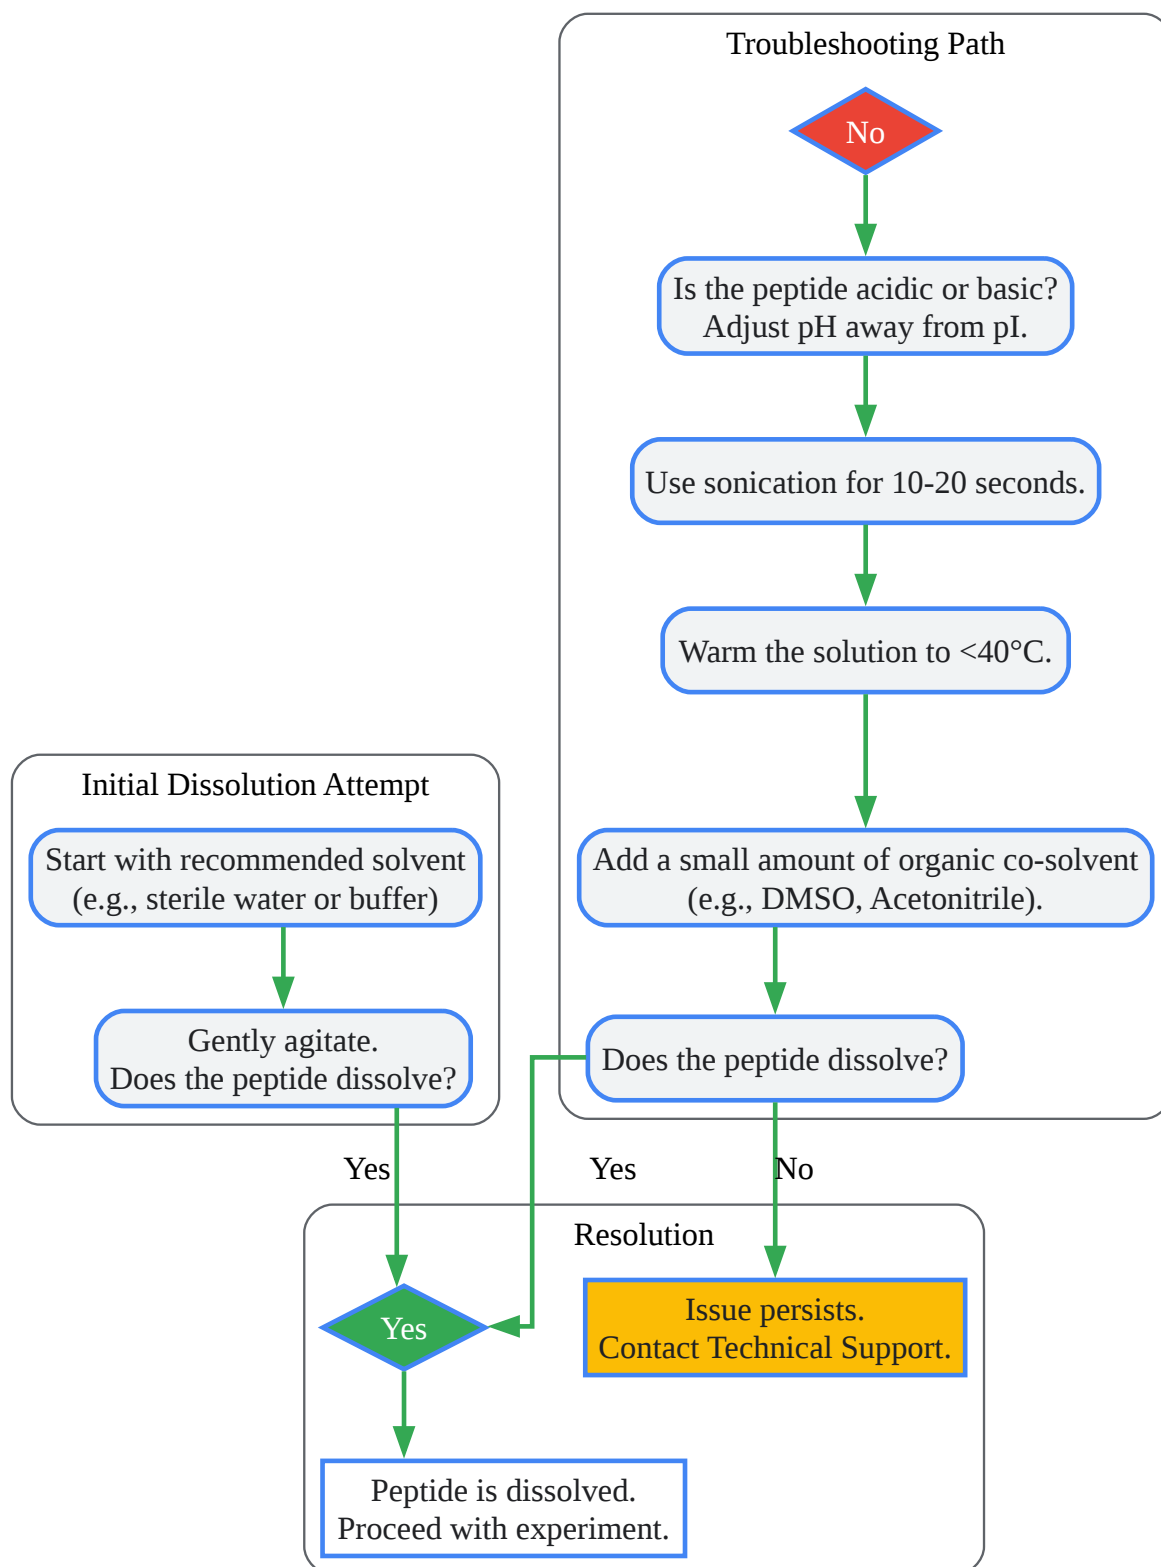 Troubleshooting Path
No
Is the peptide acidic or basic?
Adjust pH away from pI.
Use sonication for 10-20 seconds.
Warm the solution to <40°C.
Add a small amount of organic co-solvent
(e.g., DMSO, Acetonitrile).
Does the peptide dissolve?
Initial Dissolution Attempt
Start with recommended solvent
(e.g., sterile water or buffer)
Gently agitate.
Does the peptide dissolve?
Yes
Yes
No
Resolution
Yes
Issue persists.
Contact Technical Support.
Peptide is dissolved.
Proceed with experiment.